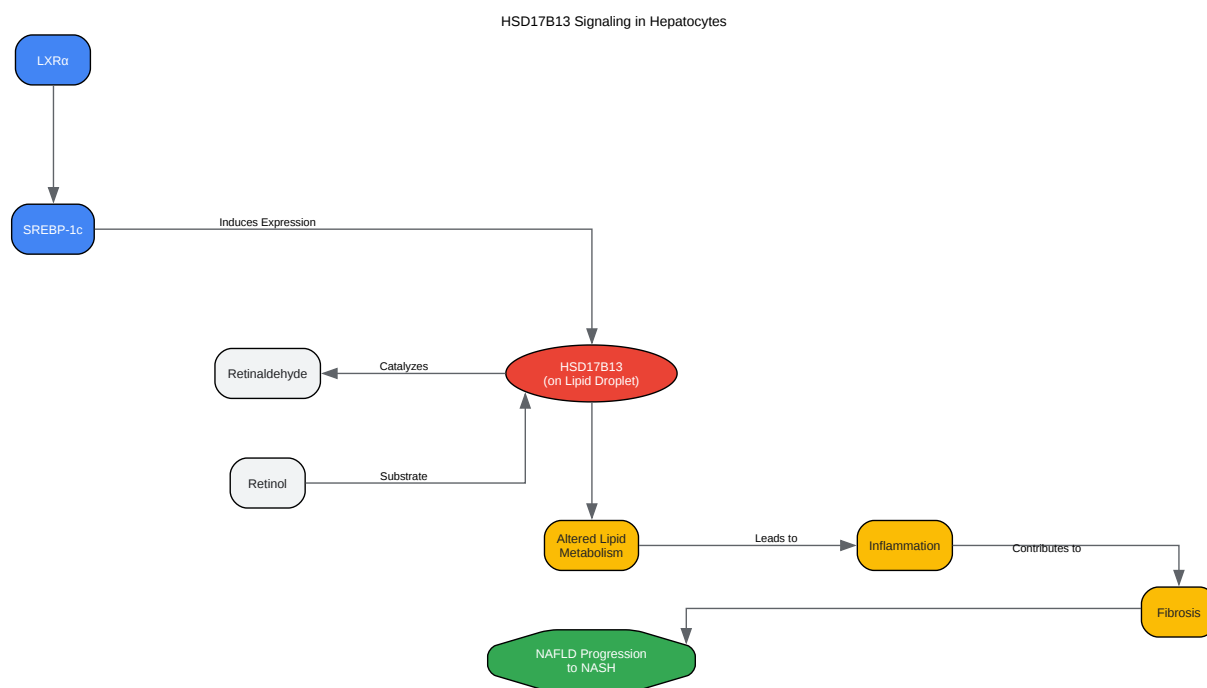 HSD17B13 Signaling in Hepatocytes
LXRα
SREBP-1c
Induces Expression
HSD17B13
(on Lipid Droplet)
Catalyzes
Retinaldehyde
Retinol
Substrate
Altered Lipid
Metabolism
Leads to
Inflammation
Contributes to
Fibrosis
NAFLD Progression
to NASH